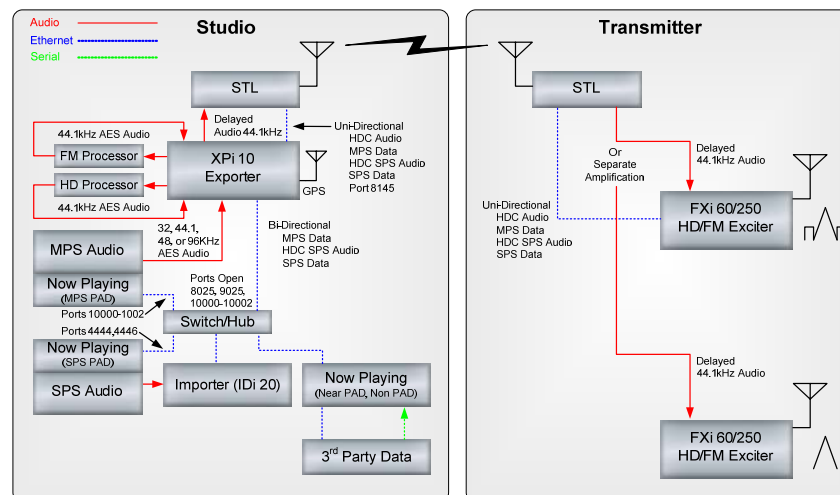 Audio
Ethernet
Serial
Studio
STL
Delayed
Audio 44.1kHz
44.1kHz AES Audio
FM Processor
HD Processor
44.1kHz AES Audio
XPi 10
Exporter
GPS
Uni-Directional
HDC Audio
MPS Data
HDC SPS Audio
SPS Data
Port 8145
32, 44.1,
48, or 96KHz
AES Audio
Bi-Directional
MPS Data
HDC SPS Audio
SPS Data
MPS Audio
Now Playing
(MPS PAD)
Ports 10000-1002
Ports Open
8025, 9025,
10000-10002
Ports 4444,4446
Switch/Hub
Now Playing
(SPS PAD)
SPS Audio
Importer (IDi 20)
Now Playing
(Near PAD, Non PAD)
3rd Party Data
Transmitter
STL
Or
Separate
Amplification
Delayed
44.1kHz Audio
Uni-Directional
HDC Audio
MPS Data
HDC SPS Audio
SPS Data
FXi 60/250
HD/FM Exciter
Delayed
44.1kHz Audio
FXi 60/250
HD/FM Exciter